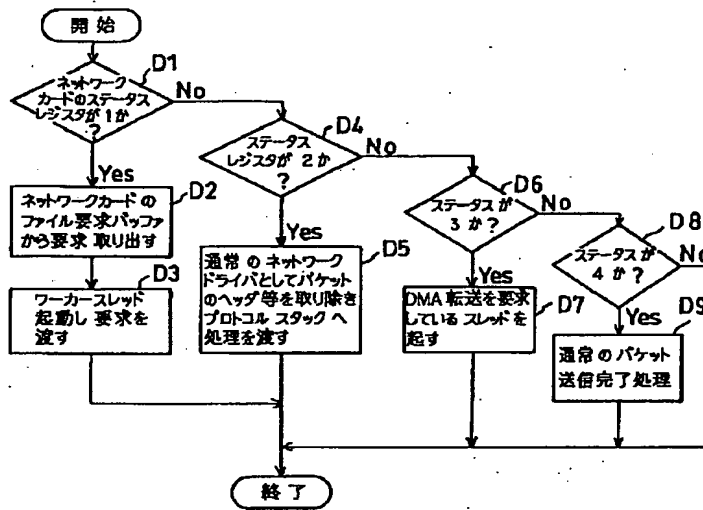 開始
D1
ネットワーク
カードのステータス
レジスタが1か
?
No
Yes
D2
ネットワークカードの
ファイル要求バッファ
から要求取り出す
D3
ワーカースレッド
起動し要求を
渡す
D4
ステータス
レジスタが2か
?
No
Yes
D5
通常のネットワーク
ドライバとしてパケット
のヘッダ等を取り除き
プロトコルスタックへ
処理を渡す
D6
ステータスが
3か?
No
Yes
D7
DMA転送を要求
しているスレッドを
起す
D8
ステータスが
4か?
No
Yes
D9
通常のパケット
送信完了処理
終了